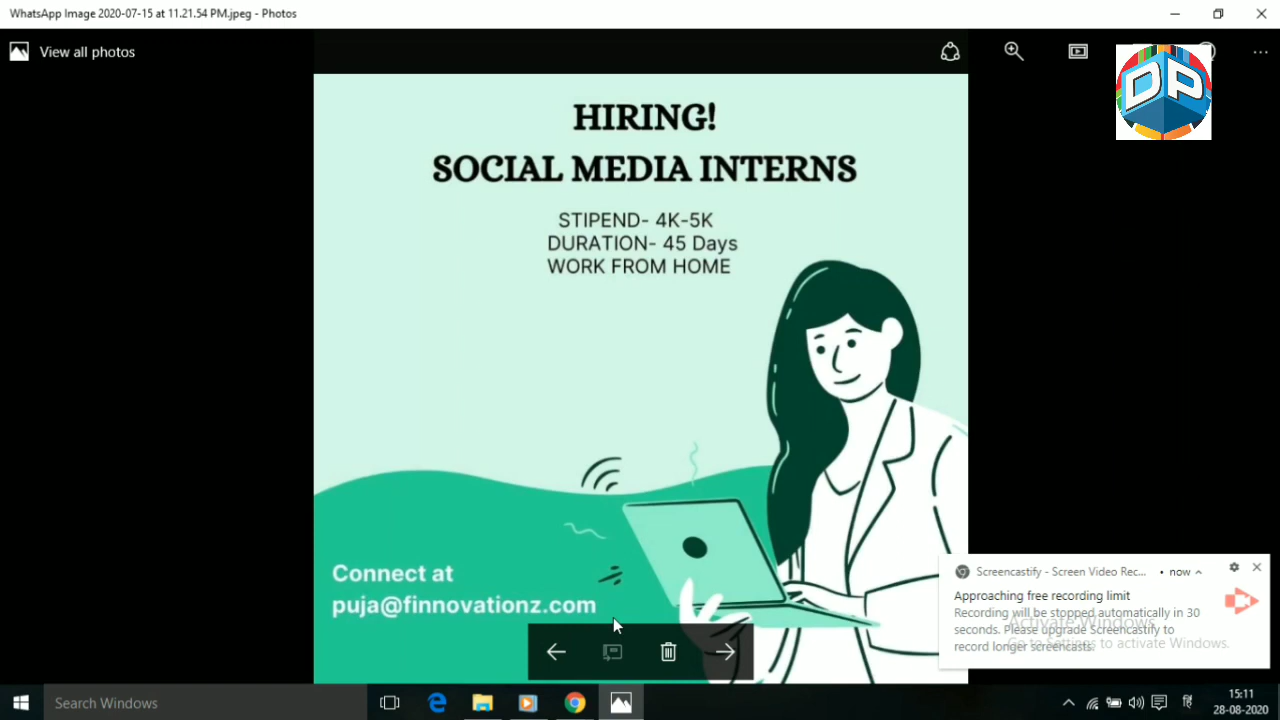 WhatsApp Image 2020-07-15 at 11.21.54 PM.jpeg - Photos
View all photos
DP
HIRING!
SOCIAL MEDIA INTERNS
STIPEND- 4K-5K
DURATION- 45 Days
WORK FROM HOME
Connect at
puja@finnovationz.com
Screencastify - Screen Video Rec... • now
Approaching free recording limit
Recording will be stopped automatically in 30
seconds. Please upgrade Screencastify to
record longer screencasts.
Activate Windows
Go to Settings to activate Windows.
Search Windows
हिं
15:11
28-08-2020